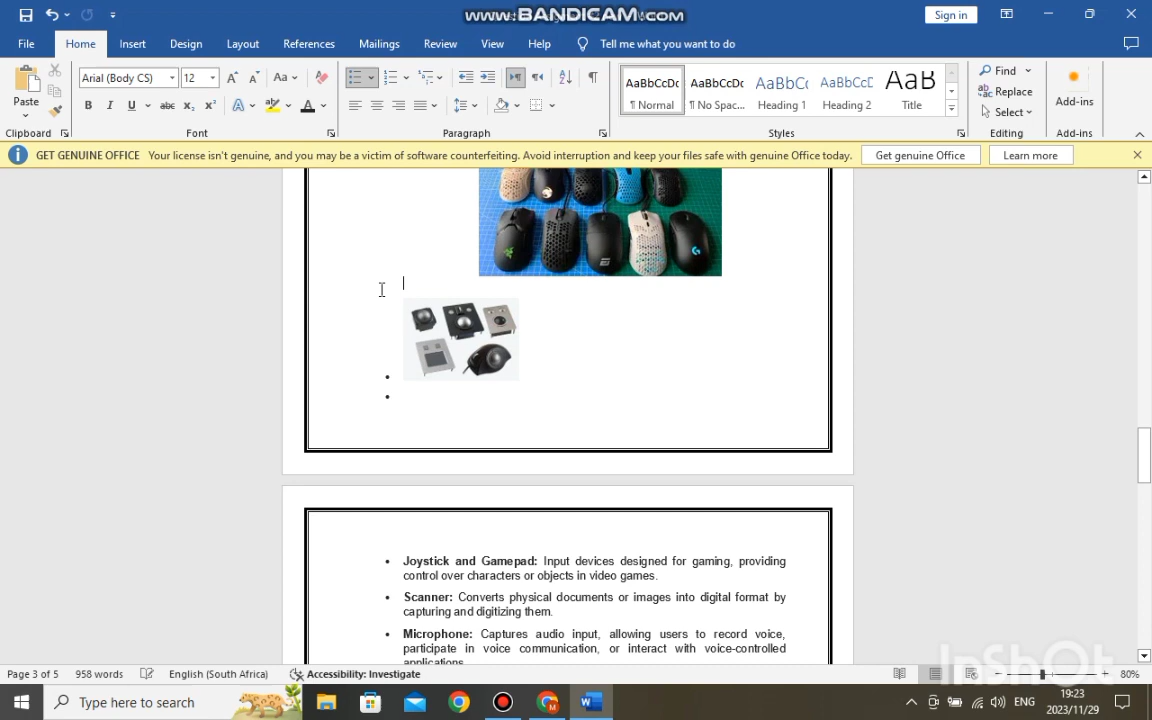 www.BANDICAM.com
Sign in
File Home Insert Design Layout References Mailings Review View Help Tell me what you want to do
Paste
Arial (Body CS) 12
Aa
B I U abc x₂ x² A A
¶
AaBbCcDc AaBbCcDc AaBbCc AaBbCcD AaB
¶ Normal ¶ No Spac... Heading 1 Heading 2 Title
Find
Replace
Select
Add-ins
Clipboard Font Paragraph Styles Editing Add-ins
GET GENUINE OFFICE Your license isn't genuine, and you may be a victim of software counterfeiting. Avoid interruption and keep your files safe with genuine Office today. Get genuine Office Learn more
• Joystick and Gamepad: Input devices designed for gaming, providing
control over characters or objects in video games.
• Scanner: Converts physical documents or images into digital format by
capturing and digitizing them.
• Microphone: Captures audio input, allowing users to record voice,
participate in voice communication, or interact with voice-controlled
applications.
InShOt
Page 3 of 5 958 words English (South Africa) Accessibility: Investigate 80%
Type here to search
ENG
19:23
2023/11/29